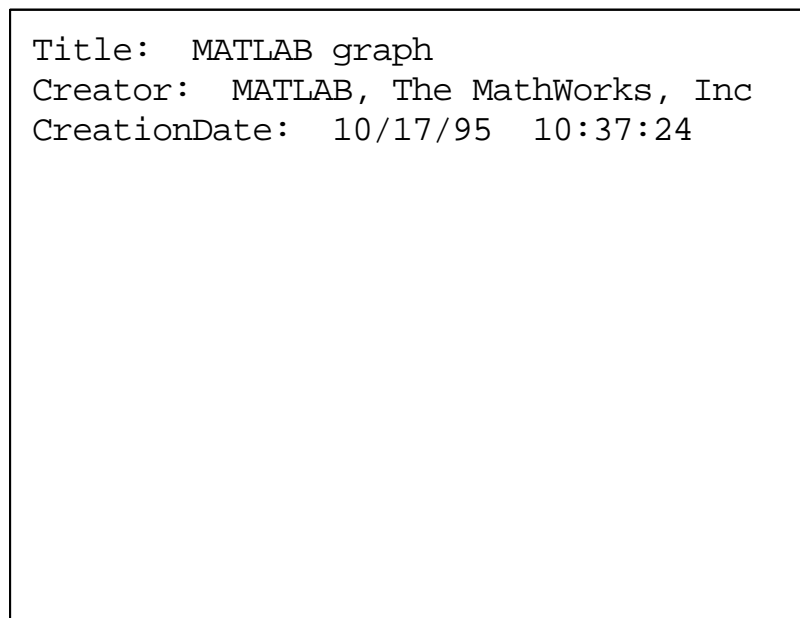 Title:  MATLAB graph
Creator:  MATLAB, The MathWorks, Inc
CreationDate:  10/17/95  10:37:24